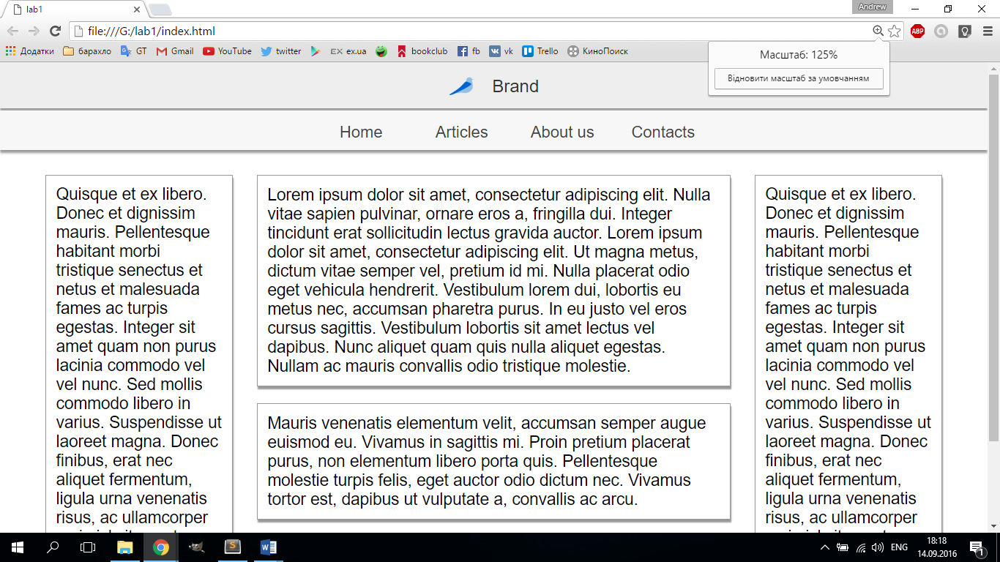 lab1
Andrew
file:///G:/lab1/index.html
ABP
Додатки барахло GT Gmail YouTube twitter EX ex.ua bookclub fb vk Trello КиноПоиск
Масштаб: 125%
Відновити масштаб за умовчанням
Brand
Home Articles About us Contacts
Quisque et ex libero.
Donec et dignissim
mauris. Pellentesque
habitant morbi
tristique senectus et
netus et malesuada
fames ac turpis
egestas. Integer sit
amet quam non purus
lacinia commodo vel
vel nunc. Sed mollis
commodo libero in
varius. Suspendisse ut
laoreet magna. Donec
finibus, erat nec
aliquet fermentum,
ligula urna venenatis
risus, ac ullamcorper
Lorem ipsum dolor sit amet, consectetur adipiscing elit. Nulla
vitae sapien pulvinar, ornare eros a, fringilla dui. Integer
tincidunt erat sollicitudin lectus gravida auctor. Lorem ipsum
dolor sit amet, consectetur adipiscing elit. Ut magna metus,
dictum vitae semper vel, pretium id mi. Nulla placerat odio
eget vehicula hendrerit. Vestibulum lorem dui, lobortis eu
metus nec, accumsan pharetra purus. In eu justo vel eros
cursus sagittis. Vestibulum lobortis sit amet lectus vel
dapibus. Nunc aliquet quam quis nulla aliquet egestas.
Nullam ac mauris convallis odio tristique molestie.
Mauris venenatis elementum velit, accumsan semper augue
euismod eu. Vivamus in sagittis mi. Proin pretium placerat
purus, non elementum libero porta quis. Pellentesque
molestie turpis felis, eget auctor odio dictum nec. Vivamus
tortor est, dapibus ut vulputate a, convallis ac arcu.
Quisque et ex libero.
Donec et dignissim
mauris. Pellentesque
habitant morbi
tristique senectus et
netus et malesuada
fames ac turpis
egestas. Integer sit
amet quam non purus
lacinia commodo vel
vel nunc. Sed mollis
commodo libero in
varius. Suspendisse ut
laoreet magna. Donec
finibus, erat nec
aliquet fermentum,
ligula urna venenatis
risus, ac ullamcorper
ENG
18:18
14.09.2016
1